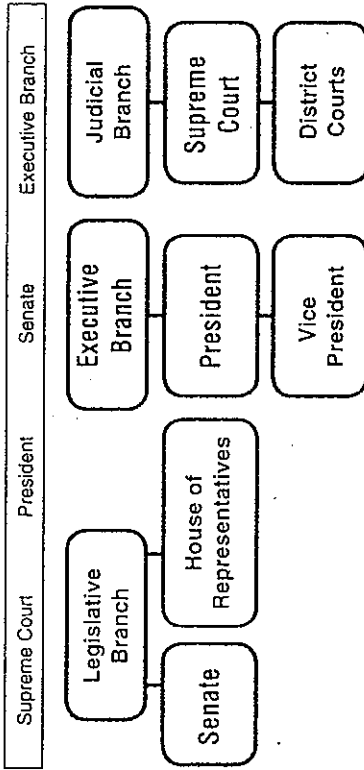 Supreme Court President Senate Executive Branch
Legislative
Branch
Senate
House of
Representatives
Executive
Branch
President
Vice
President
Judicial
Branch
Supreme
Court
District
Courts